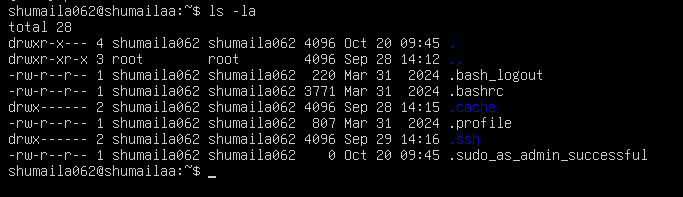 shumaila062@shumailaa:~$ ls -la
total 28
drwxr-x--- 4 shumaila062 shumaila062 4096 Oct 20 09:45 .
drwxr-xr-x 3 root        root        4096 Sep 28 14:12 ..
-rw-r--r-- 1 shumaila062 shumaila062  220 Mar 31  2024 .bash_logout
-rw-r--r-- 1 shumaila062 shumaila062 3771 Mar 31  2024 .bashrc
drwx------ 2 shumaila062 shumaila062 4096 Sep 28 14:15 .cache
-rw-r--r-- 1 shumaila062 shumaila062  807 Mar 31  2024 .profile
drwx------ 2 shumaila062 shumaila062 4096 Sep 29 14:16 .ssh
-rw-r--r-- 1 shumaila062 shumaila062    0 Oct 20 09:45 .sudo_as_admin_successful
shumaila062@shumailaa:~$ _